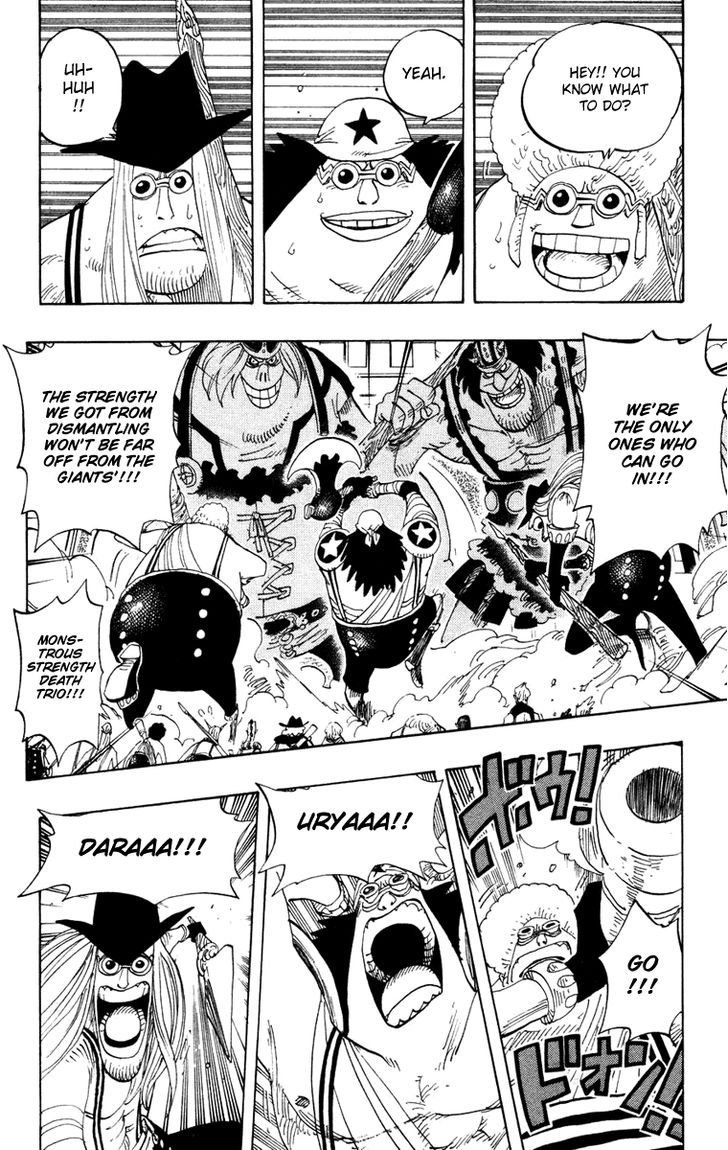 HEY!! YOU
KNOW WHAT
TO DO?
YEAH.
UH-
HUH
!!
WE'RE
THE ONLY
ONES WHO
CAN GO
IN!!!
THE STRENGTH
WE GOT FROM
DISMANTLING
WON'T BE FAR
OFF FROM THE
GIANTS'!!!
MONS-
TROUS
STRENGTH
DEATH
TRIO!!!
ボウ!
GO
!!!
ドオン!!
URYAAA!!
DARAAA!!!